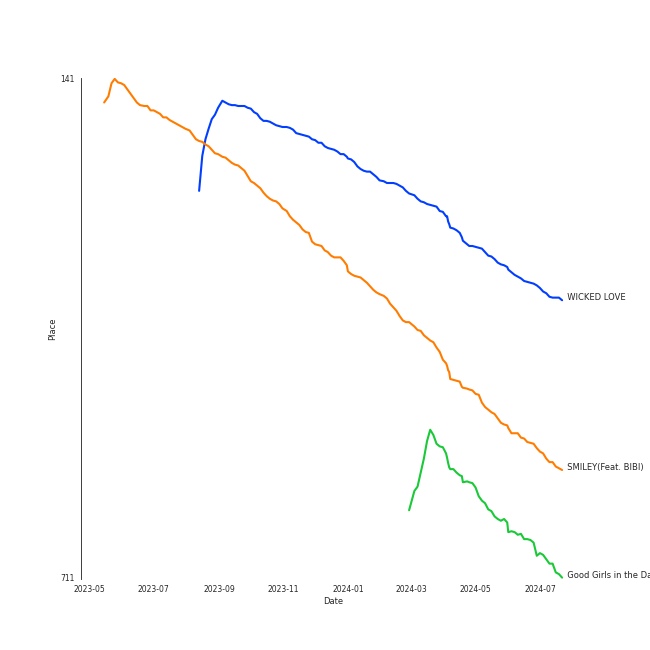 141
WICKED LOVE
Place
SMILEY(Feat. BIBI)
Good Girls in the Da
711
2023-05 2023-07 2023-09 2023-11 2024-01 2024-03 2024-05 2024-07
Date